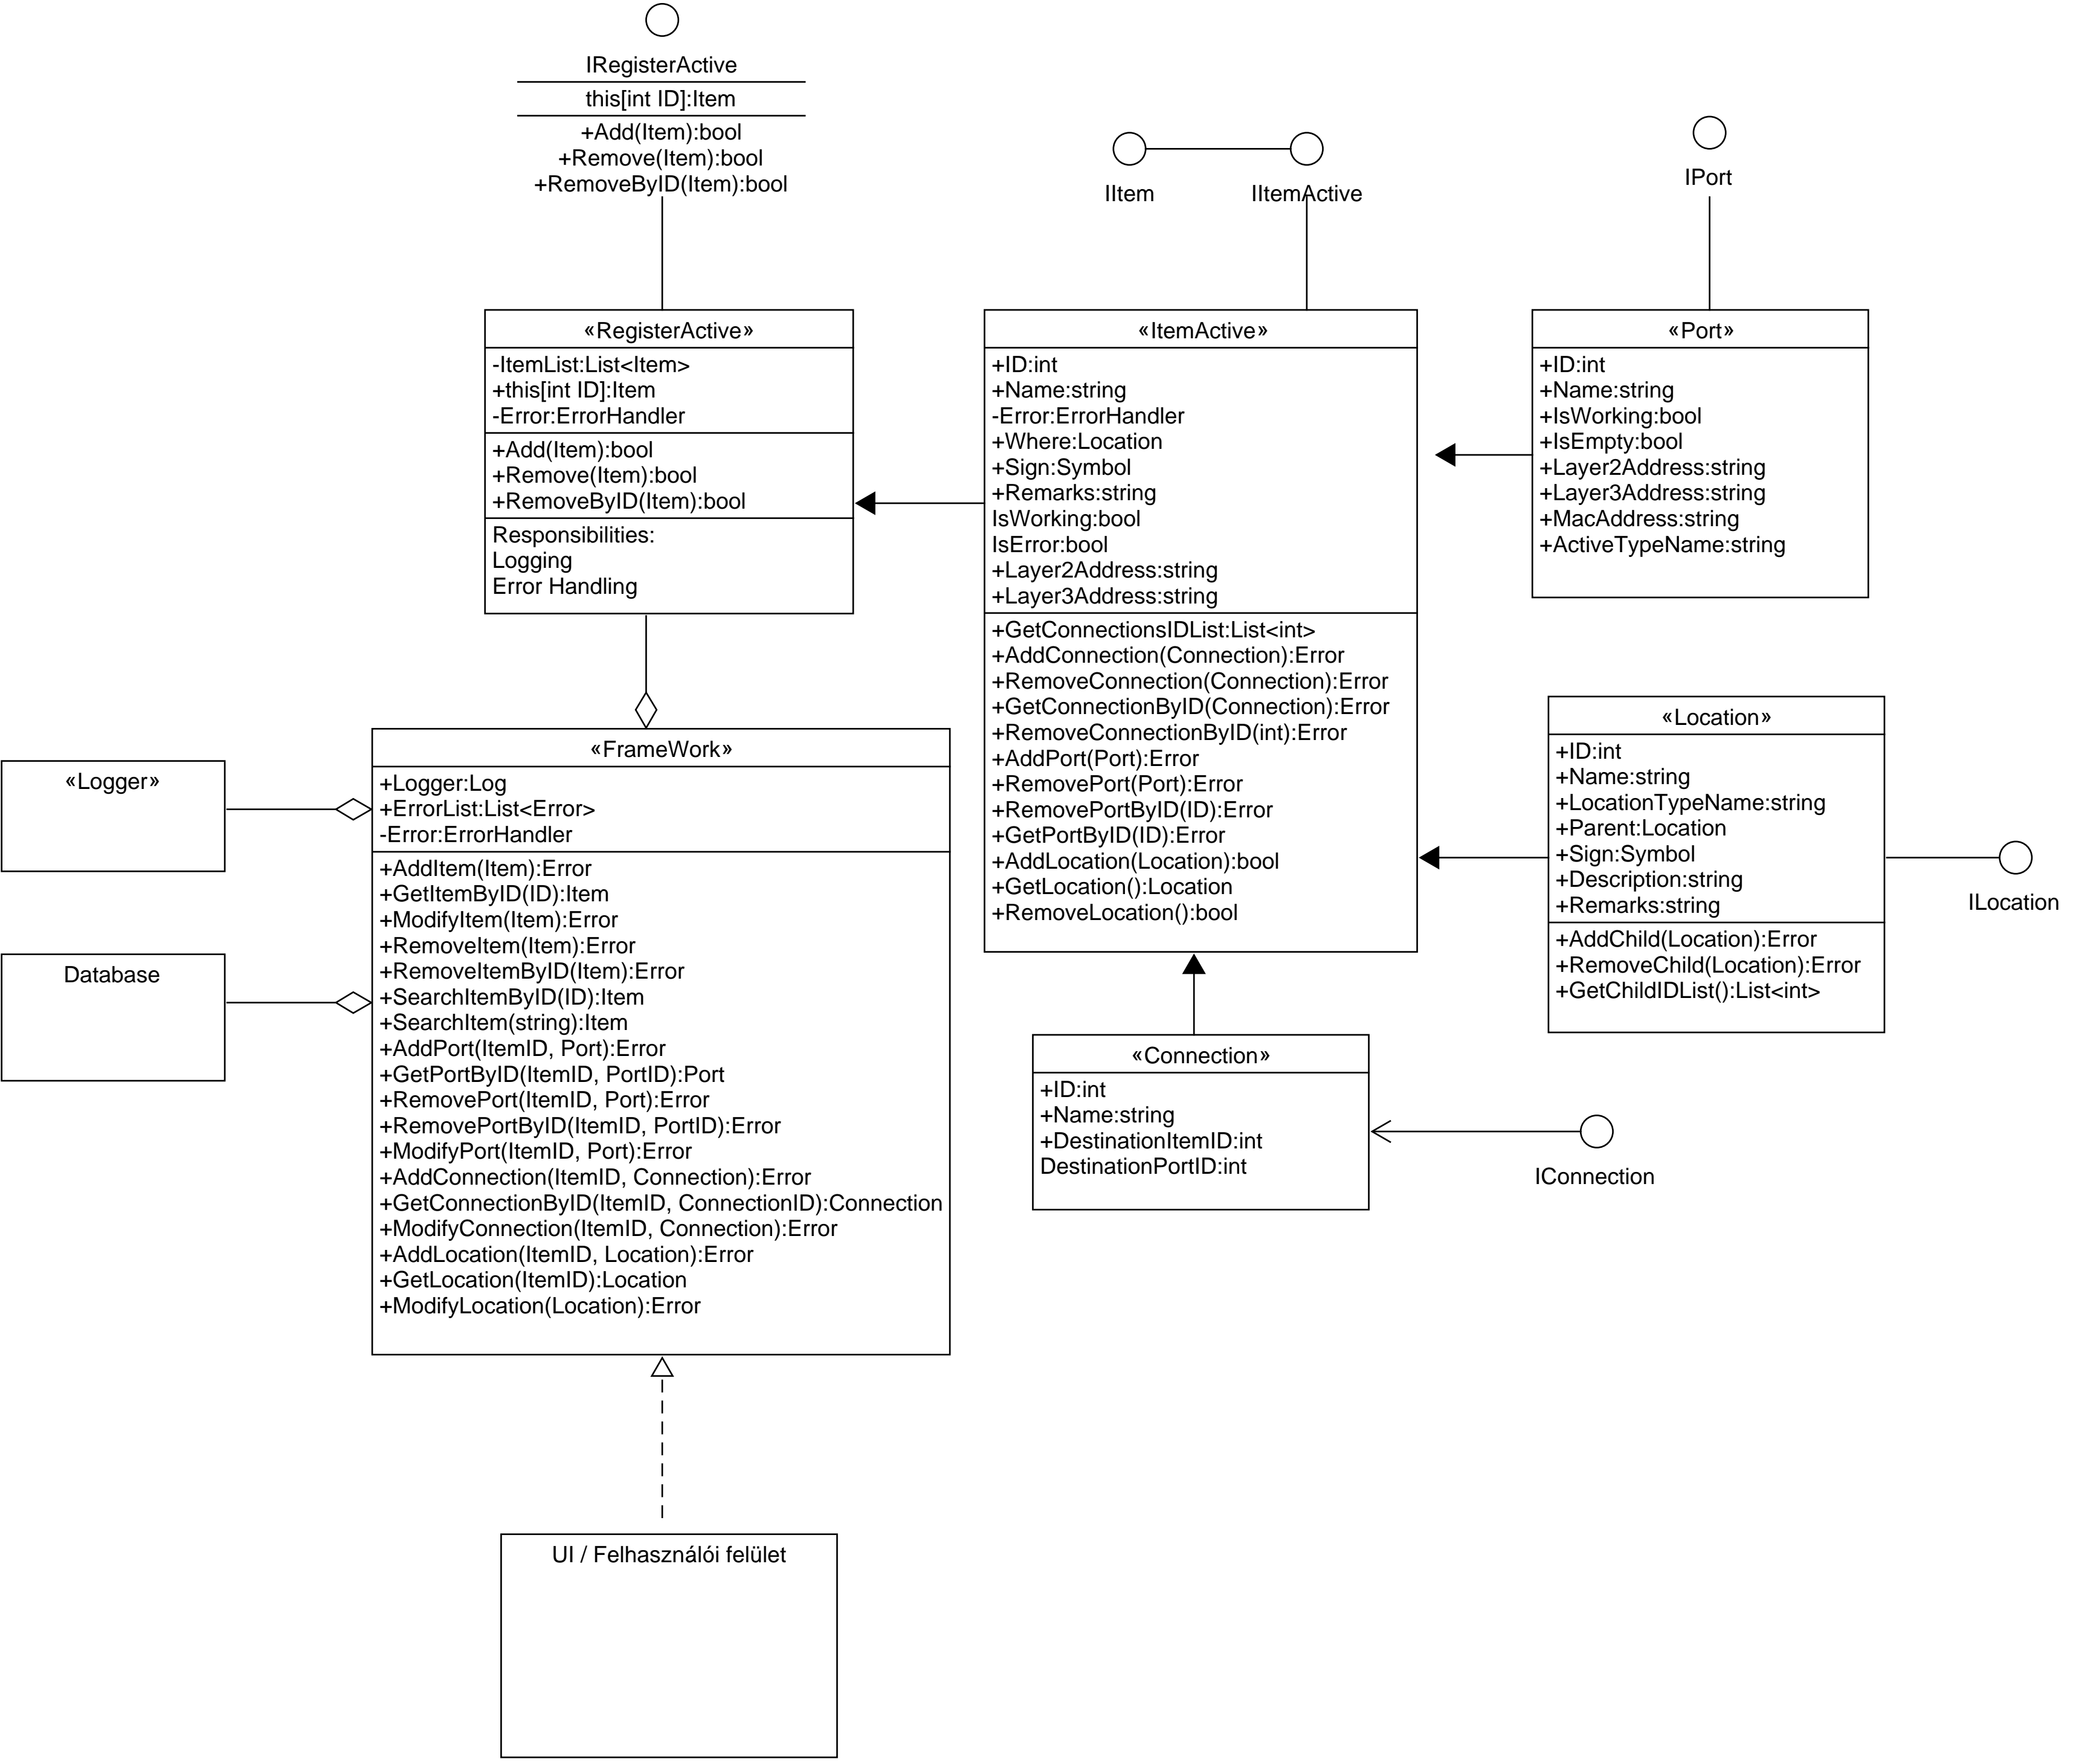 IRegisterActive
this[int ID]:Item
+Add(Item):bool
+Remove(Item):bool
+RemoveByID(Item):bool
IItem
IItemActive
IPort
«RegisterActive»
-ItemList:List<Item>
+this[int ID]:Item
-Error:ErrorHandler
+Add(Item):bool
+Remove(Item):bool
+RemoveByID(Item):bool
Responsibilities:
Logging
Error Handling
«ItemActive»
+ID:int
+Name:string
-Error:ErrorHandler
+Where:Location
+Sign:Symbol
+Remarks:string
IsWorking:bool
IsError:bool
+Layer2Address:string
+Layer3Address:string
+GetConnectionsIDList:List<int>
+AddConnection(Connection):Error
+RemoveConnection(Connection):Error
+GetConnectionByID(Connection):Error
+RemoveConnectionByID(int):Error
+AddPort(Port):Error
+RemovePort(Port):Error
+RemovePortByID(ID):Error
+GetPortByID(ID):Error
+AddLocation(Location):bool
+GetLocation():Location
+RemoveLocation():bool
«Port»
+ID:int
+Name:string
+IsWorking:bool
+IsEmpty:bool
+Layer2Address:string
+Layer3Address:string
+MacAddress:string
+ActiveTypeName:string
«Location»
+ID:int
+Name:string
+LocationTypeName:string
+Parent:Location
+Sign:Symbol
+Description:string
+Remarks:string
+AddChild(Location):Error
+RemoveChild(Location):Error
+GetChildIDList():List<int>
ILocation
«Logger»
Database
«FrameWork»
+Logger:Log
+ErrorList:List<Error>
-Error:ErrorHandler
+AddItem(Item):Error
+GetItemByID(ID):Item
+ModifyItem(Item):Error
+RemoveItem(Item):Error
+RemoveItemByID(Item):Error
+SearchItemByID(ID):Item
+SearchItem(string):Item
+AddPort(ItemID, Port):Error
+GetPortByID(ItemID, PortID):Port
+RemovePort(ItemID, Port):Error
+RemovePortByID(ItemID, PortID):Error
+ModifyPort(ItemID, Port):Error
+AddConnection(ItemID, Connection):Error
+GetConnectionByID(ItemID, ConnectionID):Connection
+ModifyConnection(ItemID, Connection):Error
+AddLocation(ItemID, Location):Error
+GetLocation(ItemID):Location
+ModifyLocation(Location):Error
«Connection»
+ID:int
+Name:string
+DestinationItemID:int
DestinationPortID:int
IConnection
UI / Felhasználói felület